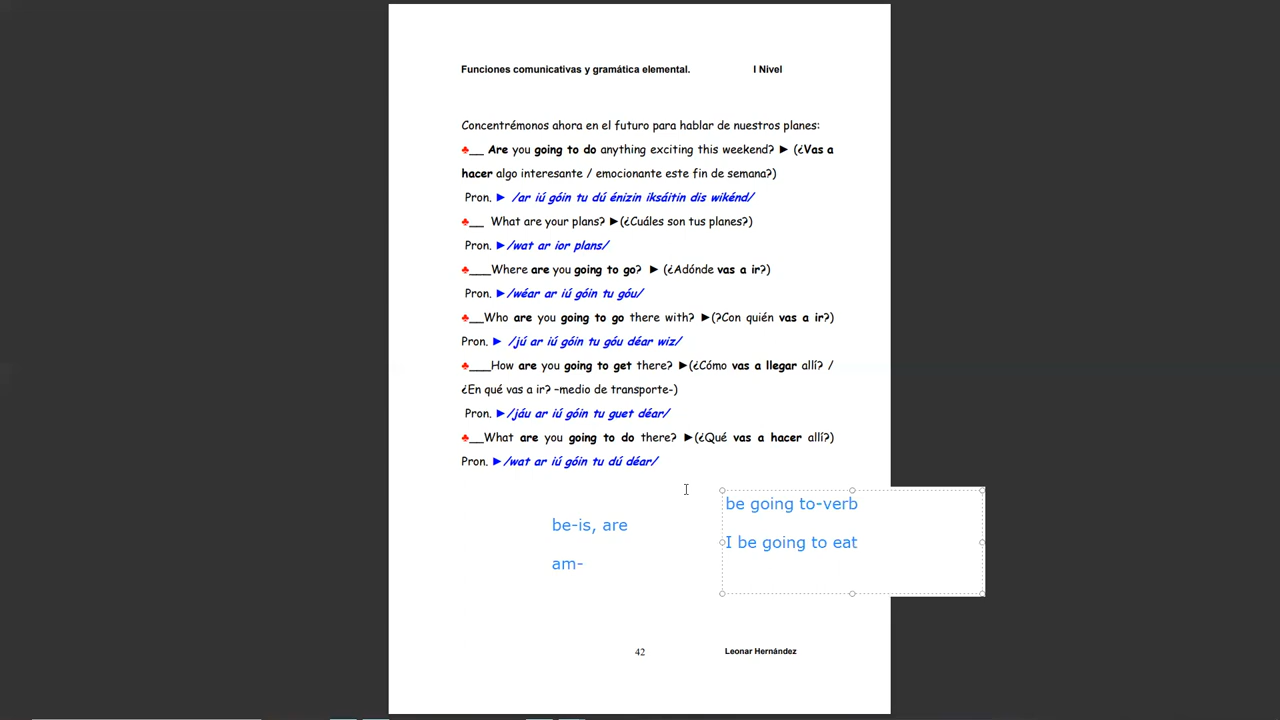 Funciones comunicativas y gramática elemental. I Nivel
Concentrémonos ahora en el futuro para hablar de nuestros planes:
♣__ Are you going to do anything exciting this weekend? ► (¿Vas a
hacer algo interesante / emocionante este fin de semana?)
Pron. ► /ar iú góin tu dú énizin iksáitin dis wikénd/
♣__ What are your plans? ►(¿Cuáles son tus planes?)
Pron. ►/wat ar ior plans/
♣___Where are you going to go? ► (¿Adónde vas a ir?)
Pron. ►/wéar ar iú góin tu góu/
♣__Who are you going to go there with? ►(?Con quién vas a ir?)
Pron. ► /jú ar iú góin tu góu déar wiz/
♣___How are you going to get there? ►(¿Cómo vas a llegar allí? /
¿En qué vas a ir? –medio de transporte-)
Pron. ►/jáu ar iú góin tu guet déar/
♣__What are you going to do there? ►(¿Qué vas a hacer allí?)
Pron. ►/wat ar iú góin tu dú déar/
be going to-verb
be-is, are
I be going to eat
am-
42 Leonar Hernández